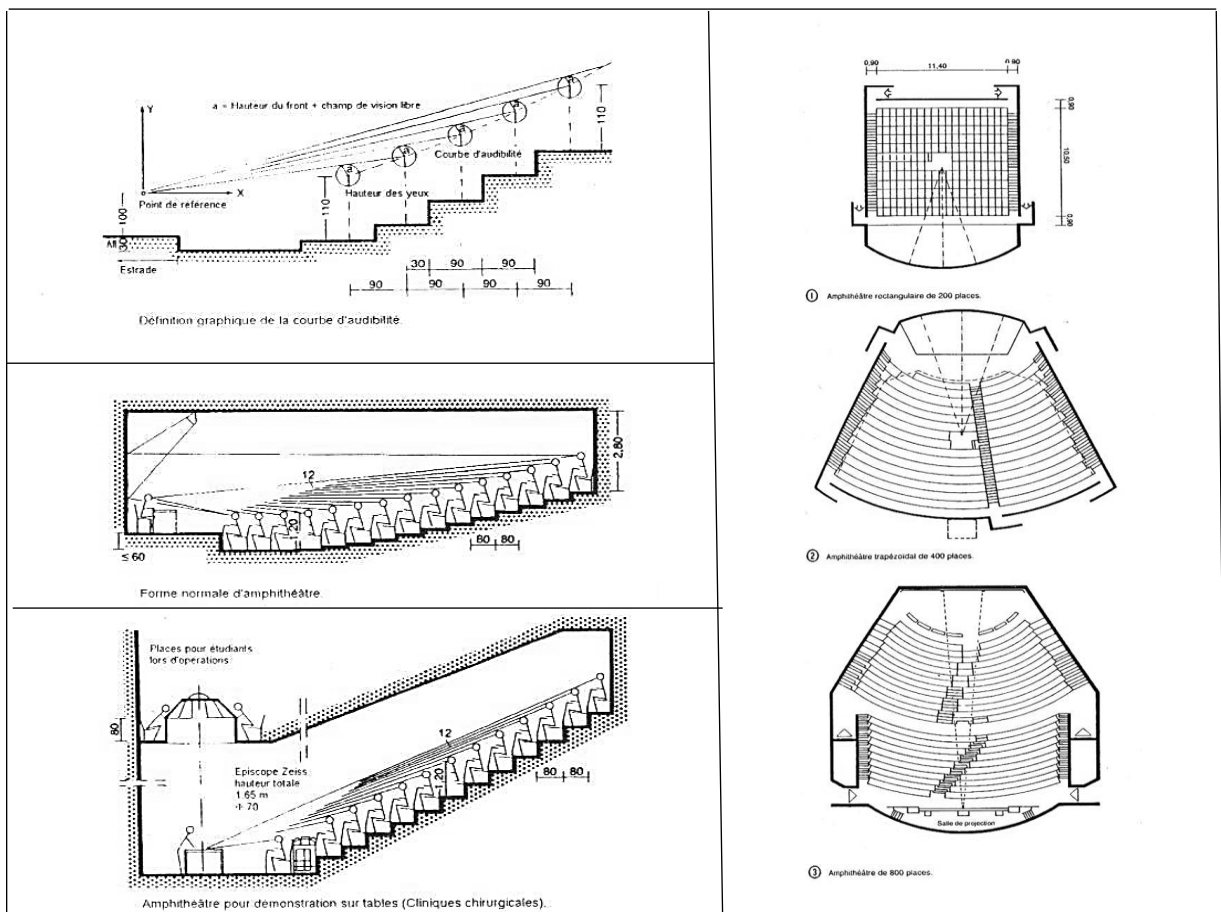 Y
a = Hauteur du front + champ de vision libre
a
a
a
a
a
Courbe d'audibilité
110
X
Hauteur des yeux
Point de référence
110
100
30
Estrade
30 90 90
90 90 90 90
Définition graphique de la courbe d'audibilité.
12
2,80
1,20
80 80
≤ 60
Forme normale d'amphithéâtre.
Places pour étudiants
lors d'opérations
80
12
Episcope Zeiss
hauteur totale
1.65 m
1,20
80 80
Amphithéâtre pour démonstration sur tables (Cliniques chirurgicales).
0,90 11,40 0,90
0,90
10,50
0,90
1 Amphithéâtre rectangulaire de 200 places.
2 Amphithéâtre trapézoidal de 400 places.
Salle de projection
3 Amphithéâtre de 800 places.